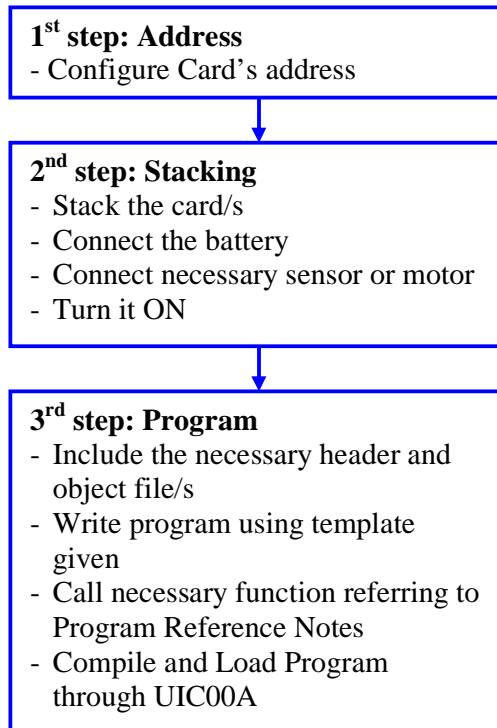 1st step: Address
- Configure Card's address
2nd step: Stacking
- Stack the card/s
- Connect the battery
- Connect necessary sensor or motor
- Turn it ON
3rd step: Program
- Include the necessary header and
object file/s
- Write program using template
given
- Call necessary function referring to
Program Reference Notes
- Compile and Load Program
through UIC00A